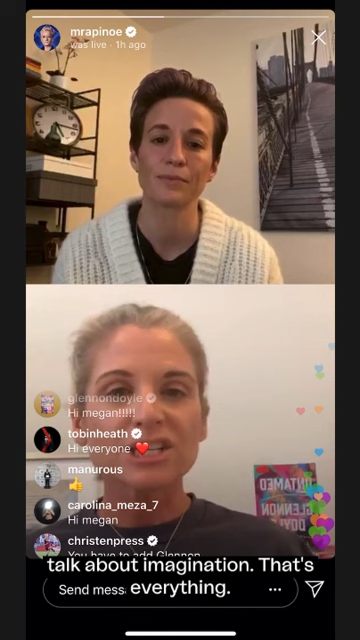 mrapinoe
was live · 1h ago
glennondoyle
Hi megan!!!!!
tobinheath
Hi everyone ❤️
manurous
👍
carolina_meza_7
Hi megan
christenpress
You have to add Glennon
UNTAMED
GLENNON
DOYLE
talk about imagination. That's
everything.
Send mess